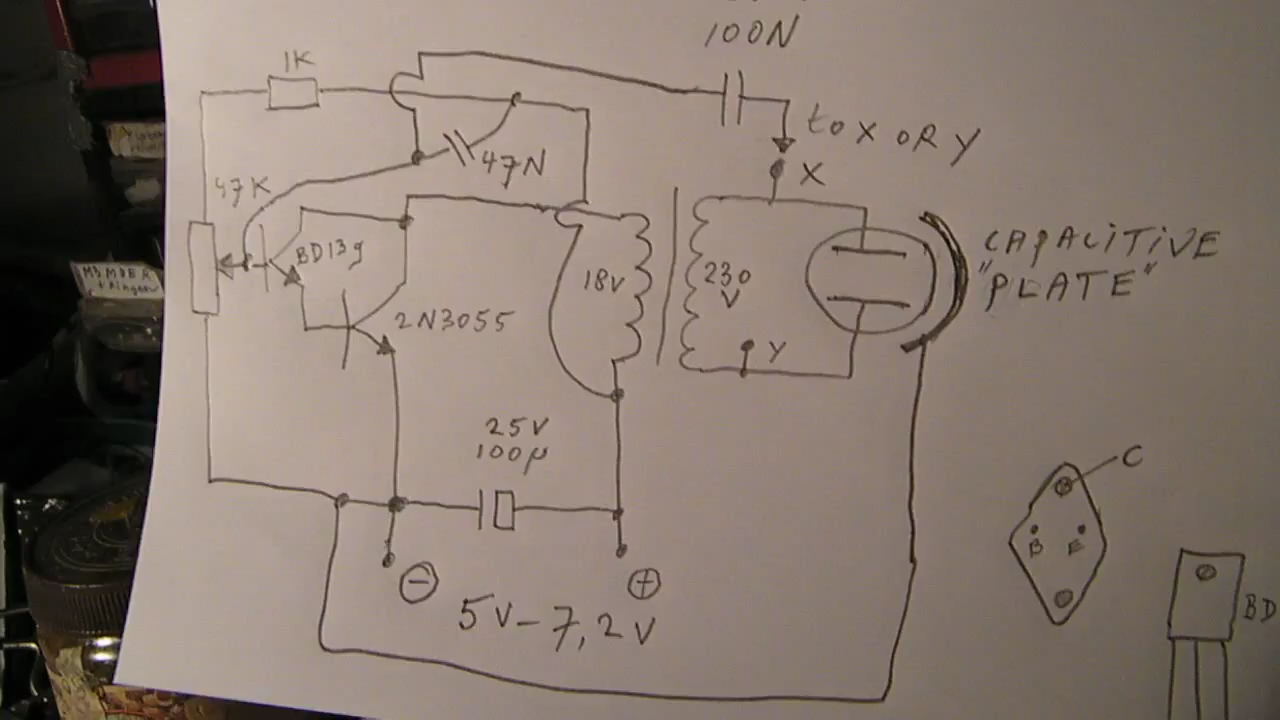 100N
1K
to X OR Y
47N
X
47K
CAPACITIVE
"PLATE"
BD139
18V
230
V
2N3055
Y
25V
100µ
C
B E
⊖ ⊕
5V-7,2V
BD